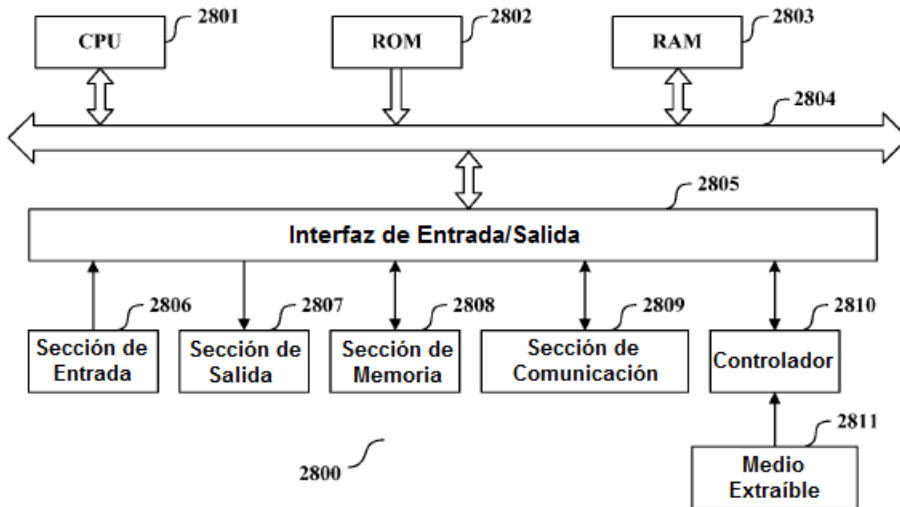 2801
2802
2803
CPU
ROM
RAM
2804
2805
Interfaz de Entrada/Salida
2806
2807
2808
2809
2810
Sección de
Entrada
Sección de
Salida
Sección de
Memoria
Sección de
Comunicación
Controlador
2811
2800
Medio
Extraíble